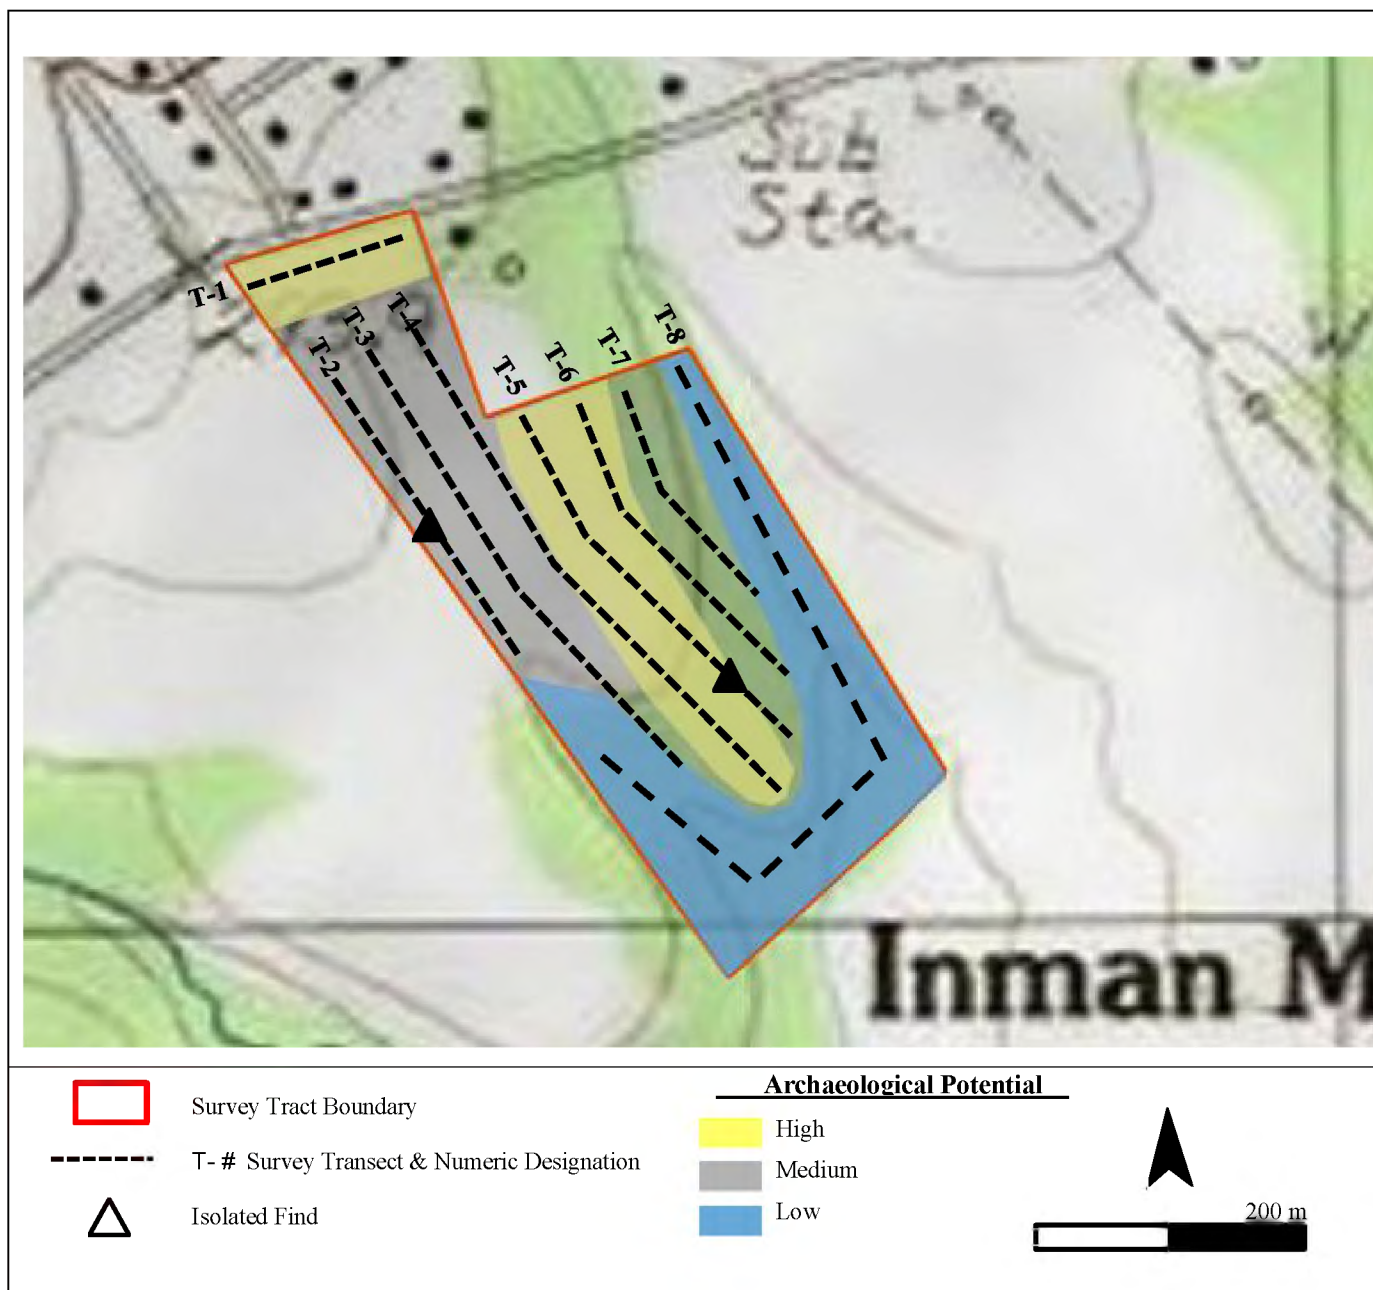 Sub
Sta.
T-1
T-2
T-3
T-4
T-5
T-6
T-7
T-8
Inman M
Survey Tract Boundary
T- # Survey Transect & Numeric Designation
Isolated Find
Archaeological Potential
High
Medium
Low
200 m